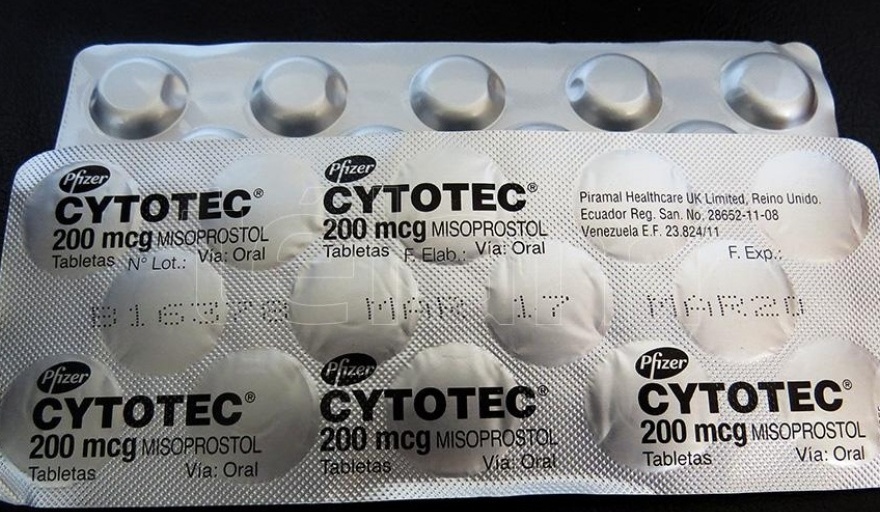 Pfizer Pfizer
CYTOTEC® CYTOTEC® Piramal Healthcare UK Limited, Reino Unido.
200 mcg MISOPROSTOL 200 mcg MISOPROSTOL Ecuador Reg. San. No. 28652-11-08
Tabletas Vía: Oral Tabletas Vía: Oral Venezuela E.F. 23.824/11
N° Lot.: F. Elab.: F. Exp.:
MAR 17 MAR20
Pfizer Pfizer Pfizer
CYTOTEC® CYTOTEC® CYTOTEC®
200 mcg MISOPROSTOL 200 mcg MISOPROSTOL 200 mcg MISOPROSTOL
Tabletas Vía: Oral Tabletas Vía: Oral Tabletas Vía: Oral